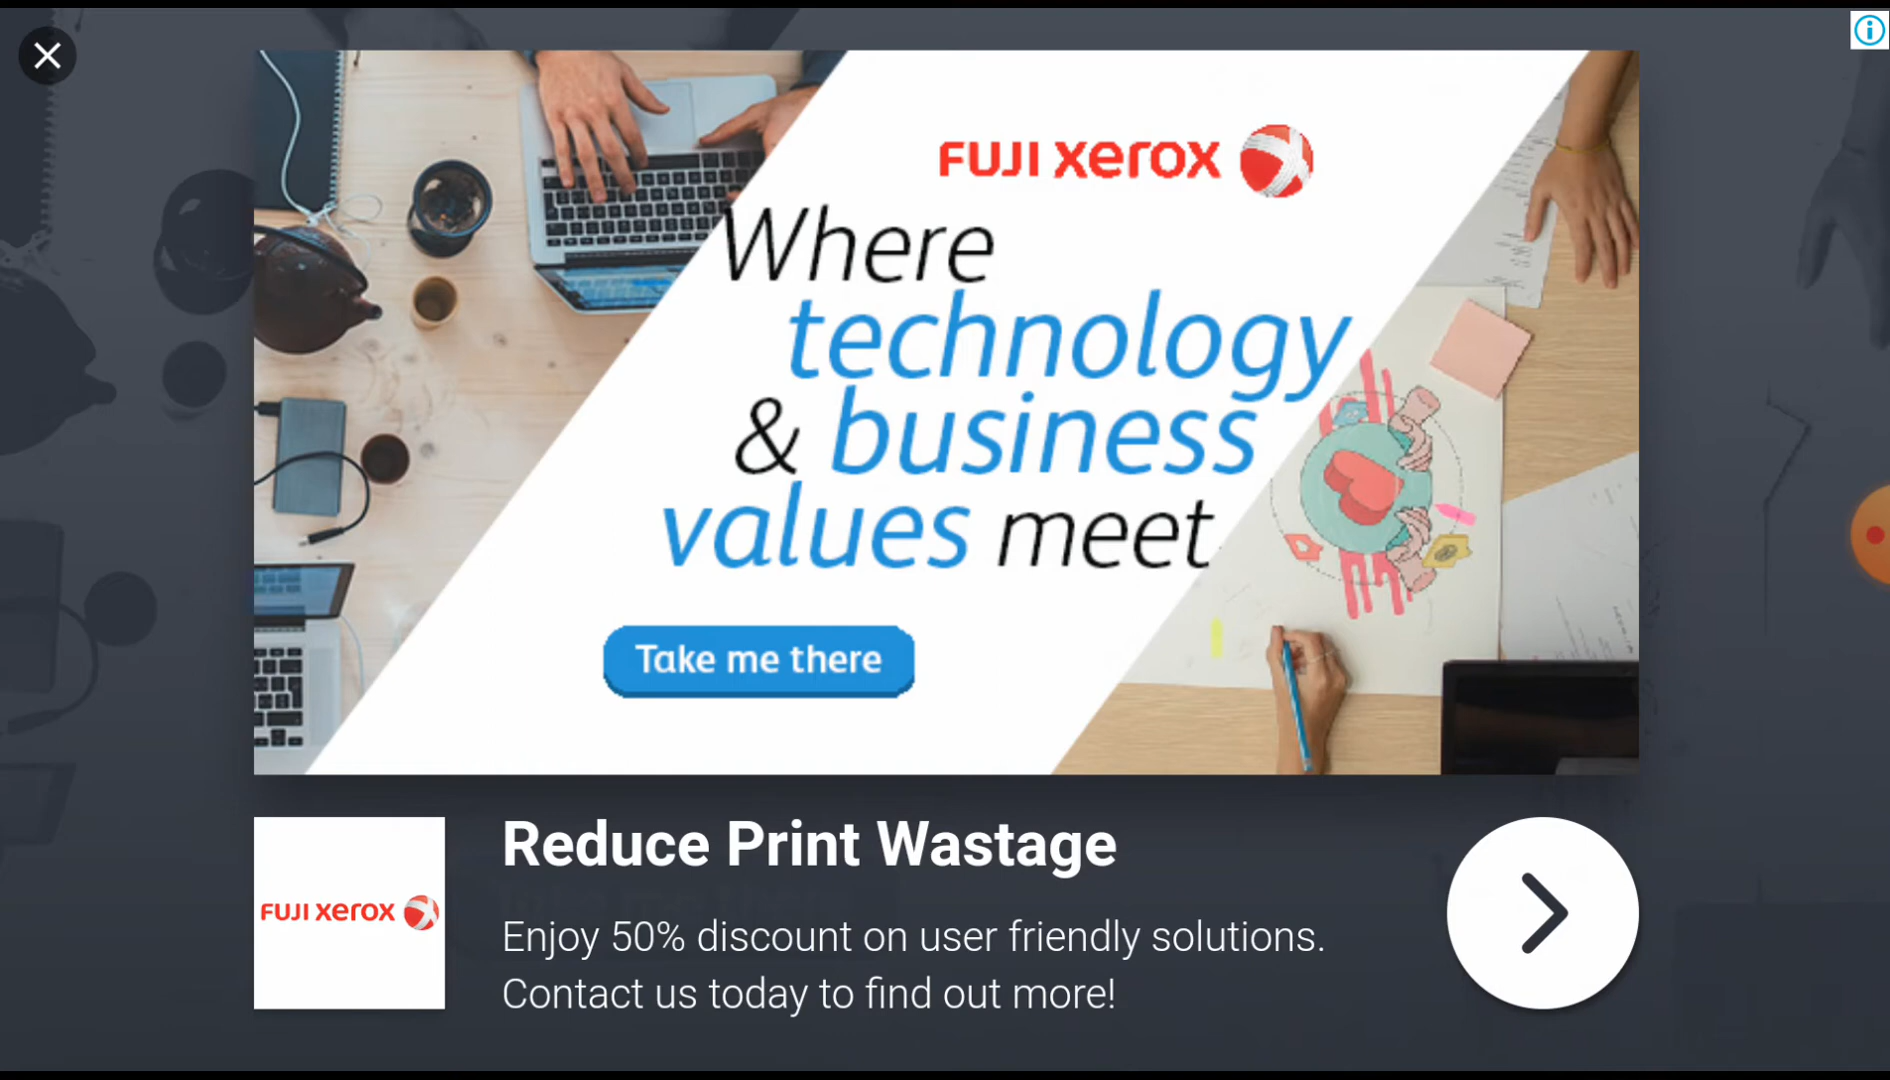 FUJI xerox
Where
technology
& business
values meet
Take me there
FUJI xerox
Reduce Print Wastage
Enjoy 50% discount on user friendly solutions.
Contact us today to find out more!